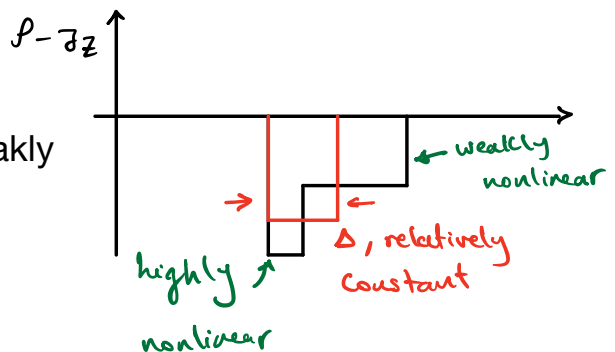 ρ - J_z
akly
weakly
nonlinear
Δ, relatively
constant
highly
nonlinear